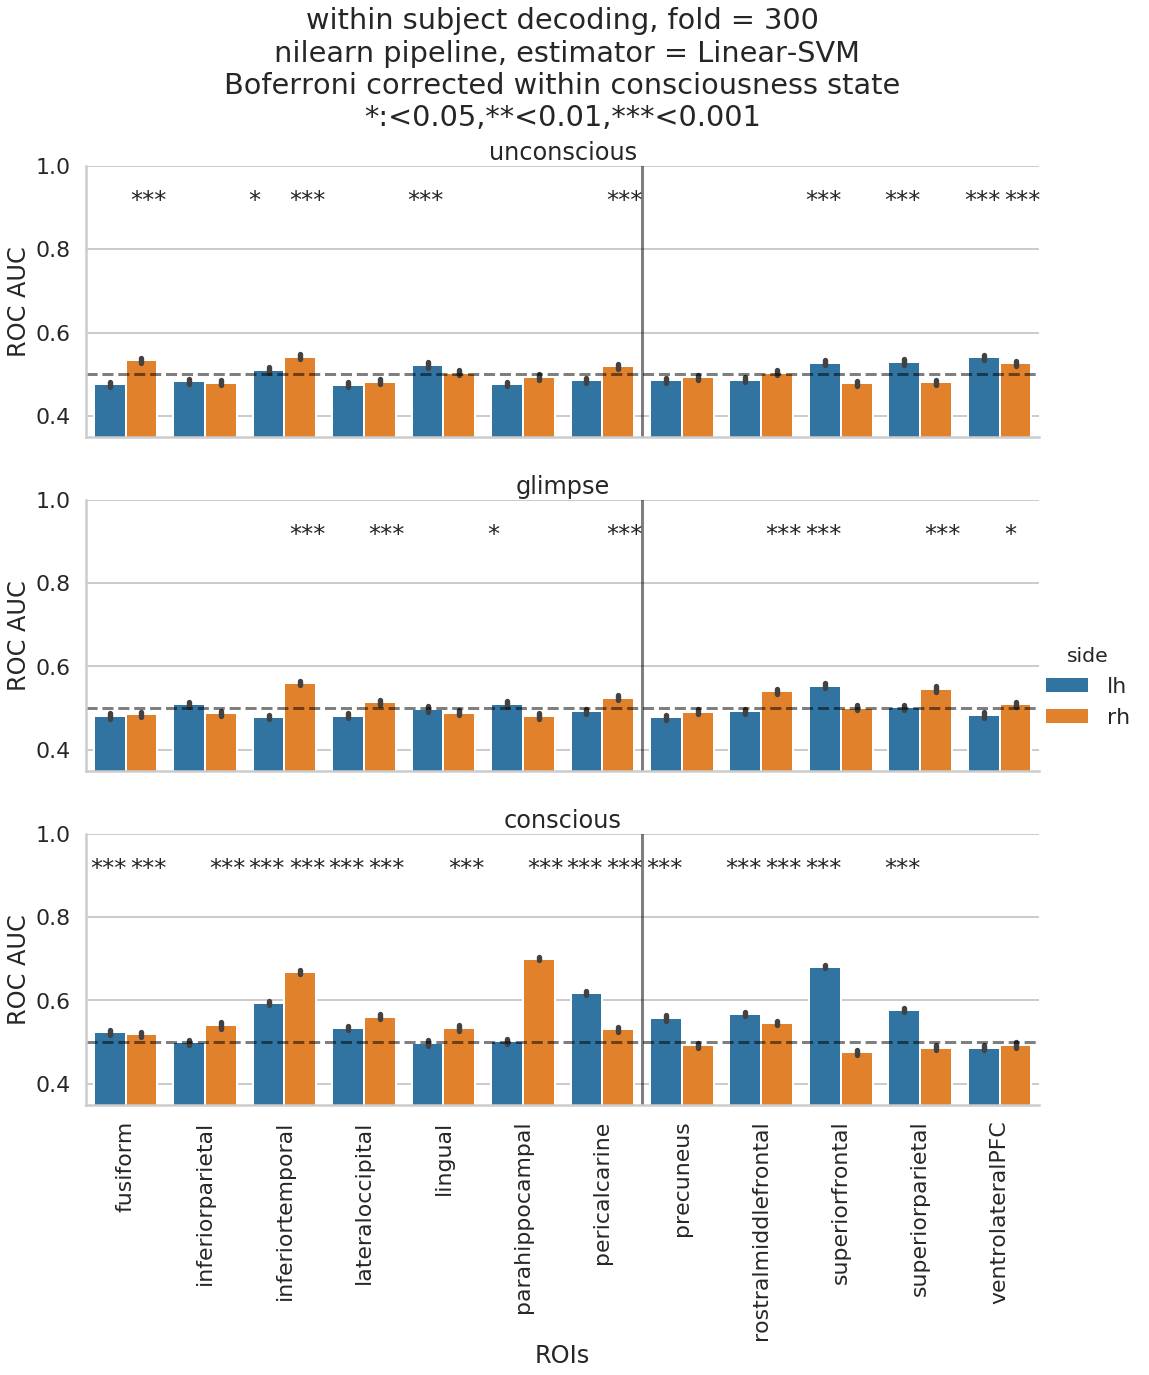 within subject decoding, fold = 300
nilearn pipeline, estimator = Linear-SVM
Boferroni corrected within consciousness state
*:<0.05,**<0.01,***<0.001
unconscious
1.0
*** * *** *** *** *** *** *** ***
0.8
ROC AUC
0.6
0.4
glimpse
1.0
*** *** * *** *** *** *** *
0.8
ROC AUC
0.6
0.4
side
lh
rh
conscious
1.0
*** *** *** *** *** *** *** *** *** *** *** *** *** *** *** ***
0.8
ROC AUC
0.6
0.4
fusiform
inferiorparietal
inferiortemporal
lateraloccipital
lingual
parahippocampal
pericalcarine
precuneus
rostralmiddlefrontal
superiorfrontal
superiorparietal
ventrolateralPFC
ROIs